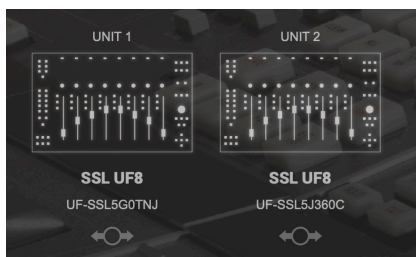 UNIT 1
UNIT 2
SSL UF8
SSL UF8
UF-SSL5G0TNJ
UF-SSL5J360C